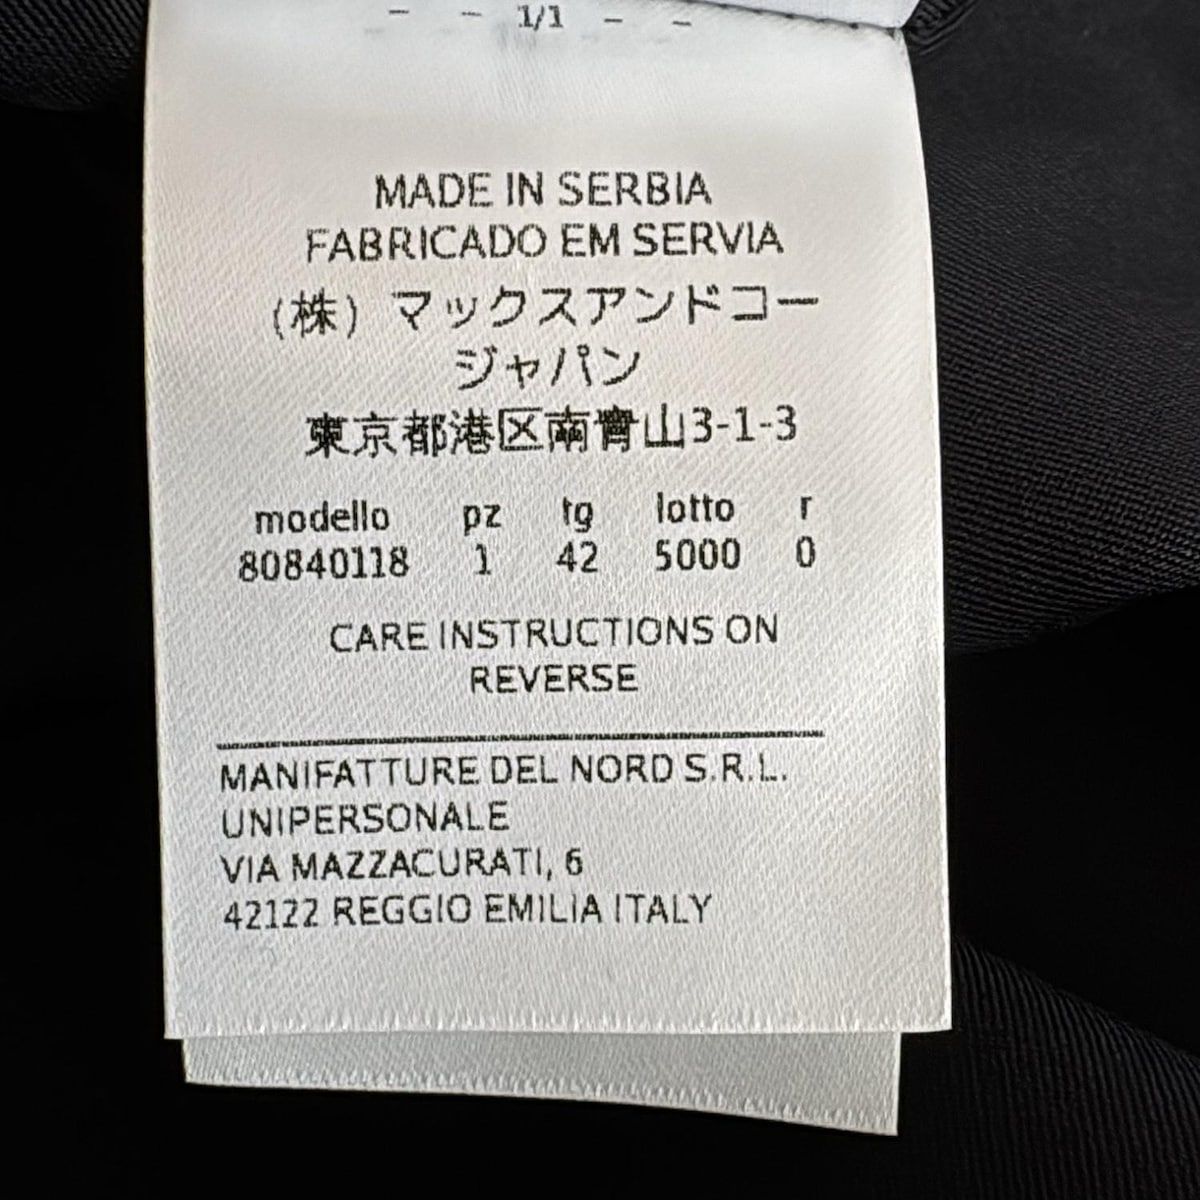 - - 1/1 - -
MADE IN SERBIA
FABRICADO EM SERVIA
(株) マックスアンドコー
ジャパン
東京都港区南青山3-1-3
modello pz tg lotto r
80840118 1 42 5000 0
CARE INSTRUCTIONS ON
REVERSE
MANIFATTURE DEL NORD S.R.L.
UNIPERSONALE
VIA MAZZACURATI, 6
42122 REGGIO EMILIA ITALY